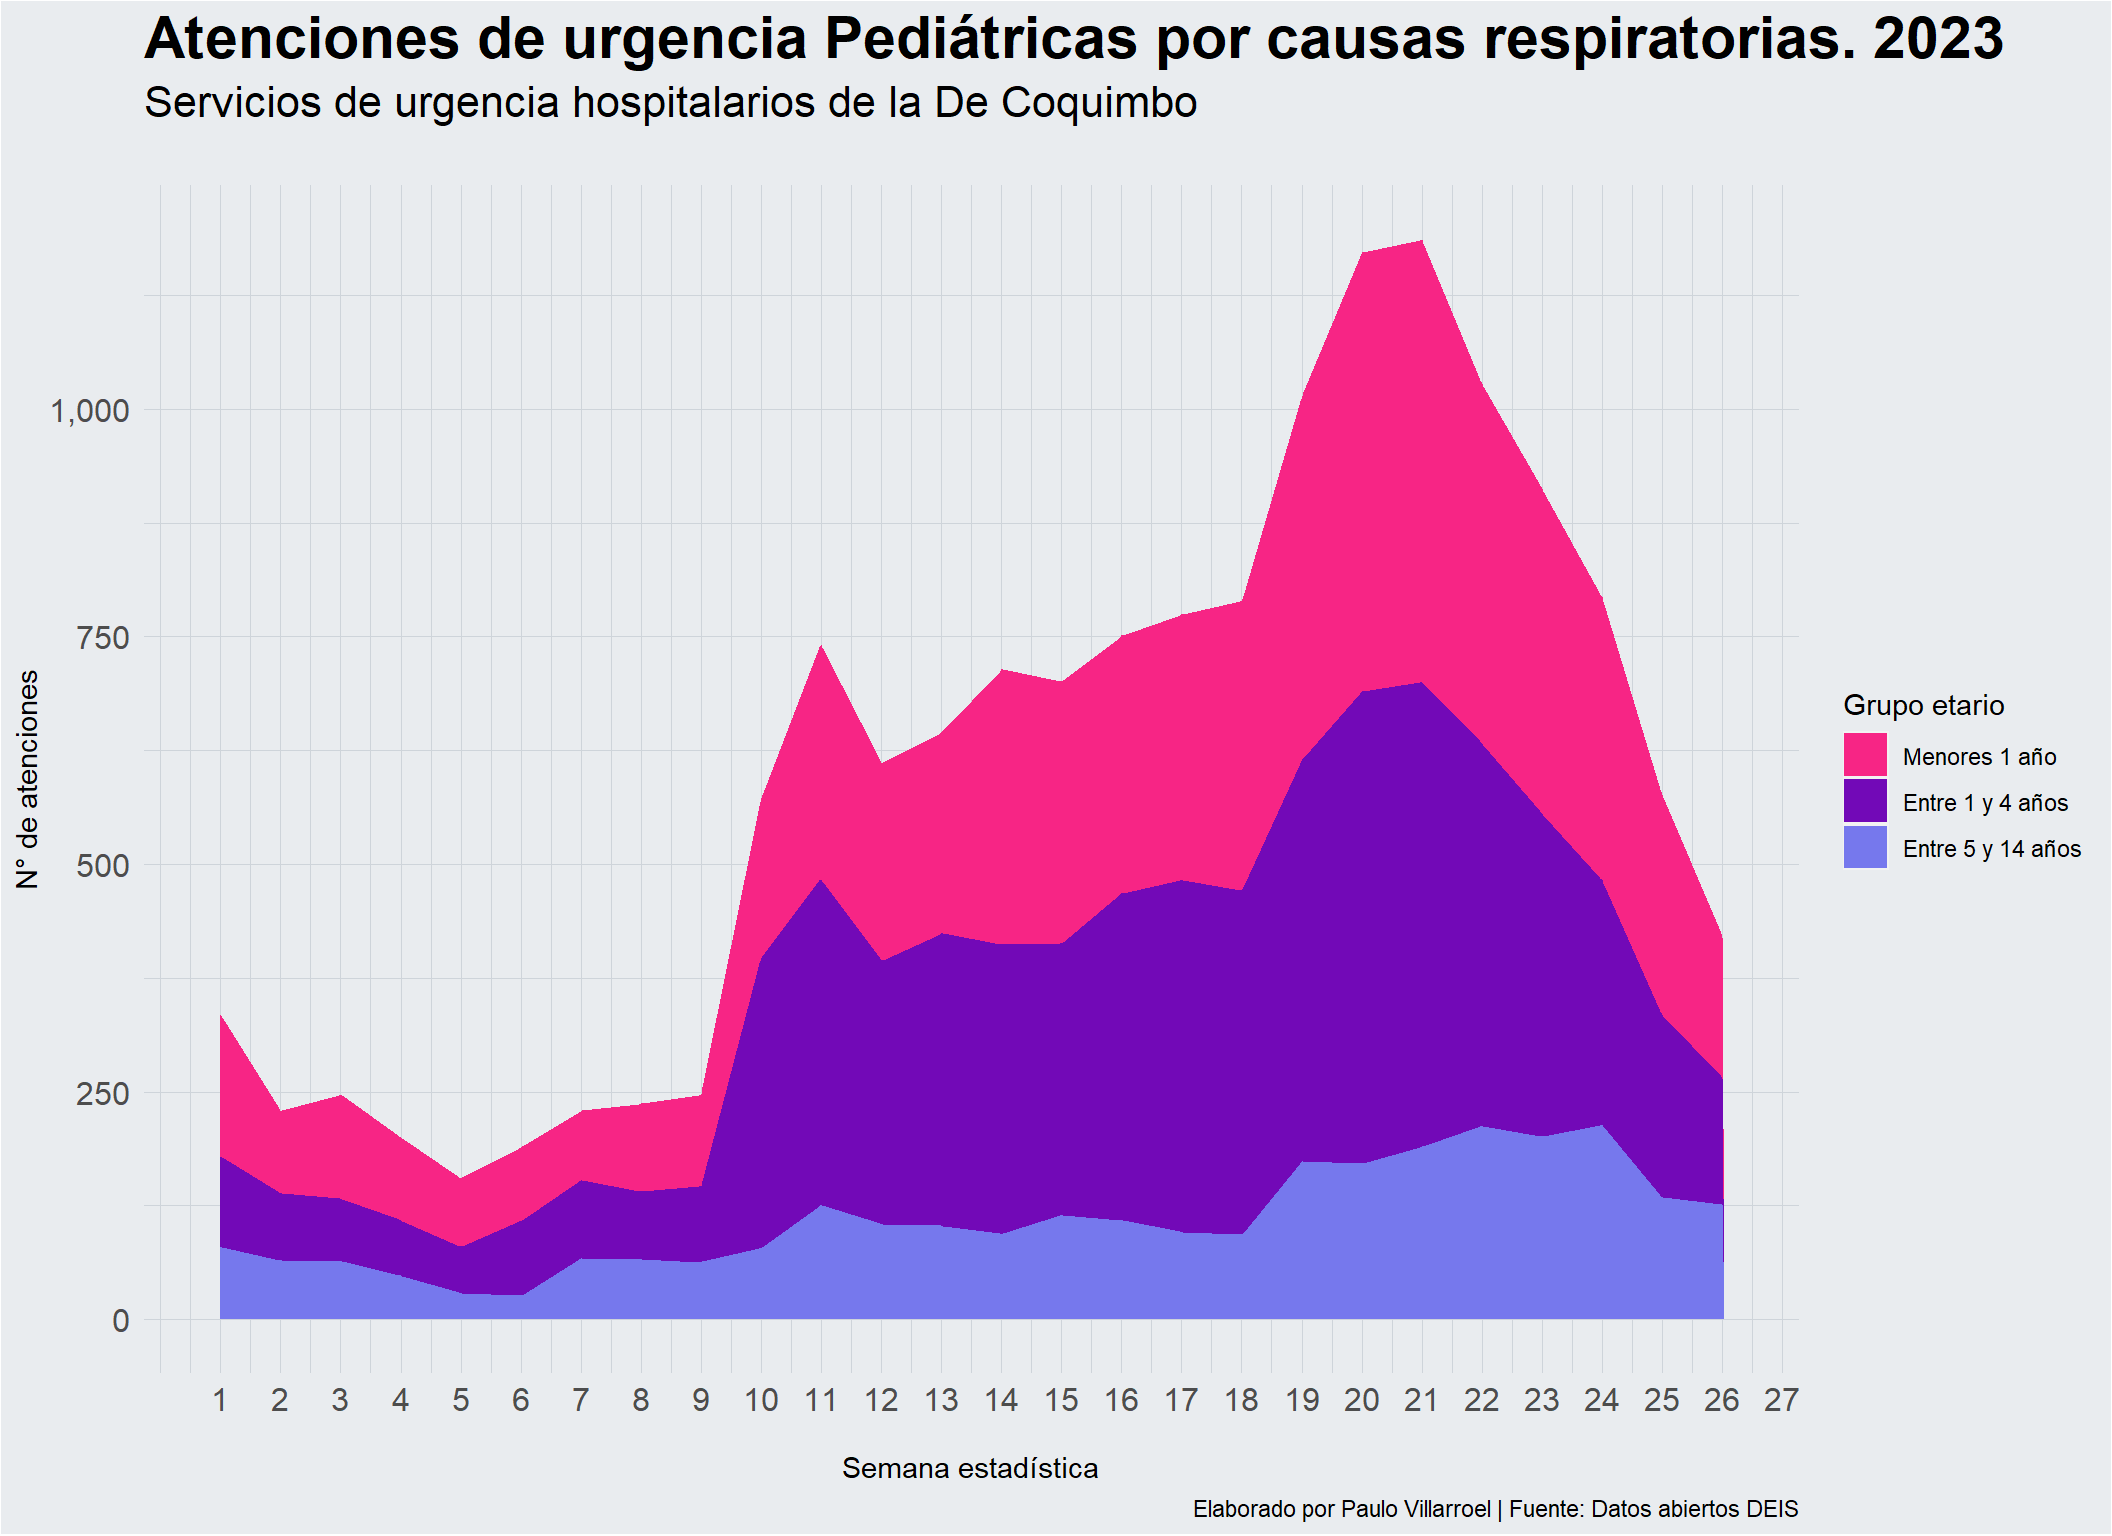 Atenciones de urgencia Pediátricas por causas respiratorias. 2023
Servicios de urgencia hospitalarios de la De Coquimbo
N° de atenciones
1,000
750
500
250
0
1 2 3 4 5 6 7 8 9 10 11 12 13 14 15 16 17 18 19 20 21 22 23 24 25 26 27
Semana estadística
Grupo etario
Menores 1 año
Entre 1 y 4 años
Entre 5 y 14 años
Elaborado por Paulo Villarroel | Fuente: Datos abiertos DEIS